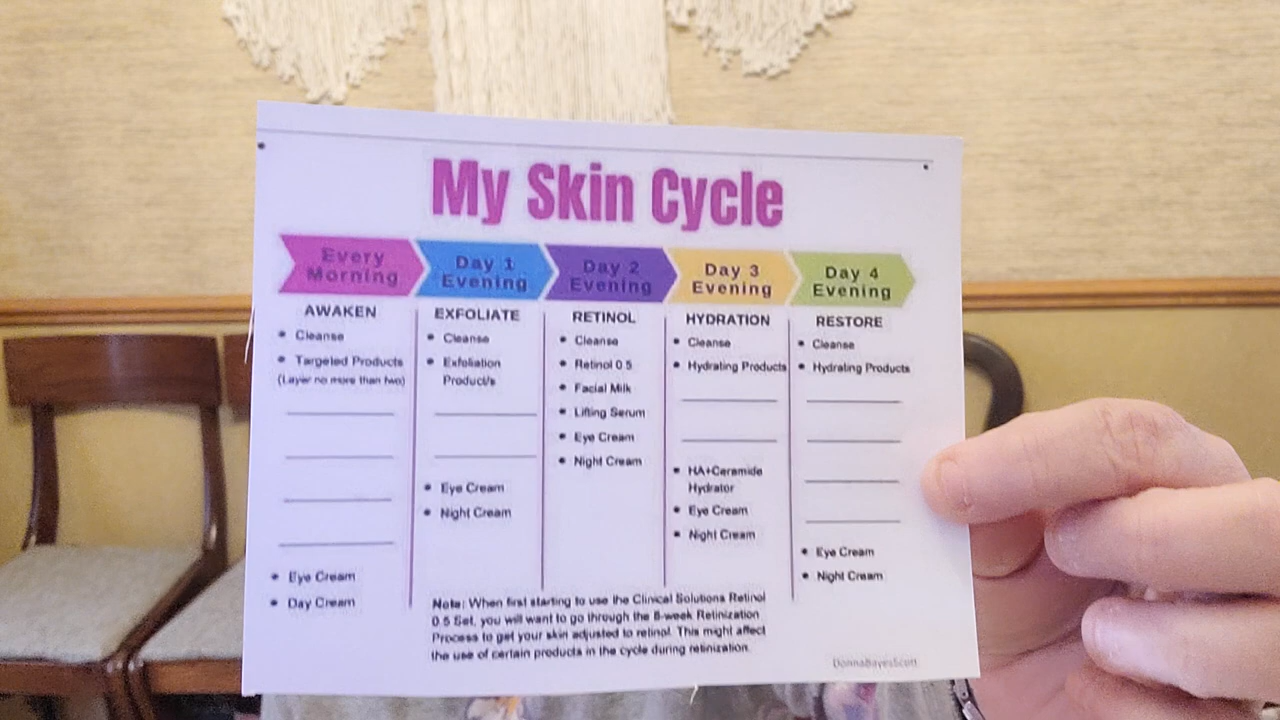 My Skin Cycle
Every
Morning
Day 1
Evening
Day 2
Evening
Day 3
Evening
Day 4
Evening
AWAKEN
• Cleanse
• Targeted Products
(Layer no more than two)
• Eye Cream
• Day Cream
EXFOLIATE
• Cleanse
• Exfoliation
Product/s
• Eye Cream
• Night Cream
RETINOL
• Cleanse
• Retinol 0.5
• Facial Milk
• Lifting Serum
• Eye Cream
• Night Cream
HYDRATION
• Cleanse
• Hydrating Products
• HA+Ceramide
Hydrator
• Eye Cream
• Night Cream
RESTORE
• Cleanse
• Hydrating Products
• Eye Cream
• Night Cream
Note: When first starting to use the Clinical Solutions Retinol
0.5 Set, you will want to go through the 8-week Retinization
Process to get your skin adjusted to retinol. This might affect
the use of certain products in the cycle during retinization.
DonnaBayesScott